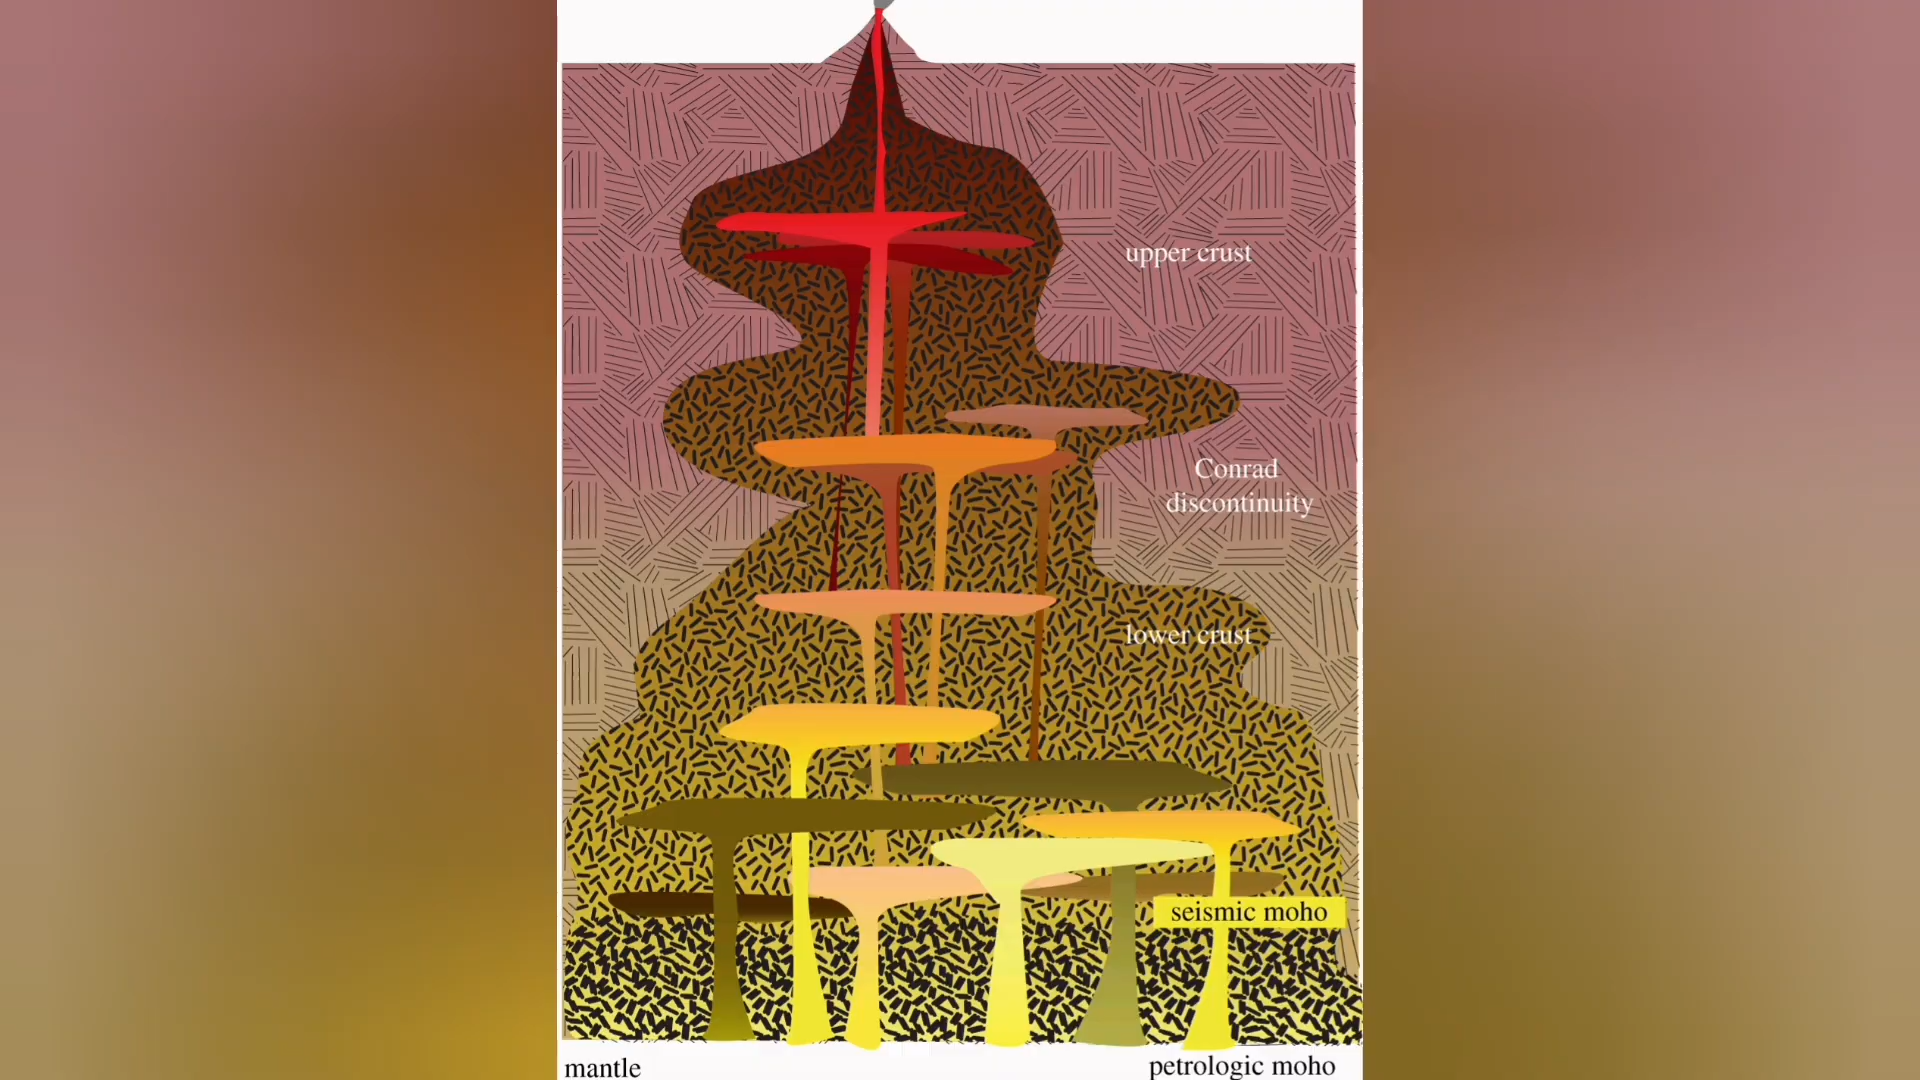 upper crust
Conrad
discontinuity
lower crust
seismic moho
mantle
petrologic moho